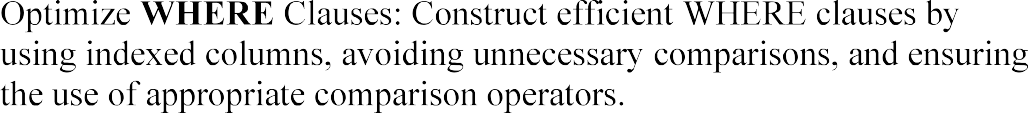 Optimize WHERE Clauses: Construct efficient WHERE clauses by
using indexed columns, avoiding unnecessary comparisons, and ensuring
the use of appropriate comparison operators.